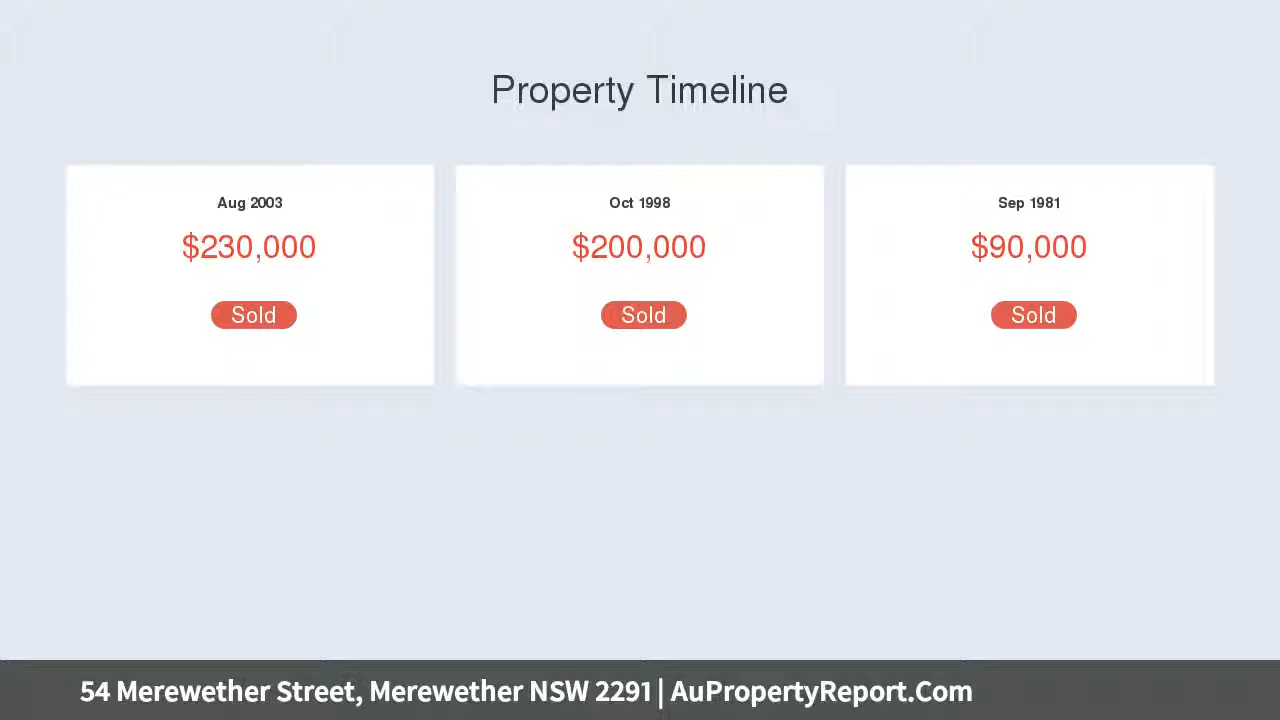 Property Timeline
Aug 2003
$230,000
Sold
Oct 1998
$200,000
Sold
Sep 1981
$90,000
Sold
54 Merewether Street, Merewether NSW 2291 | AuPropertyReport.Com